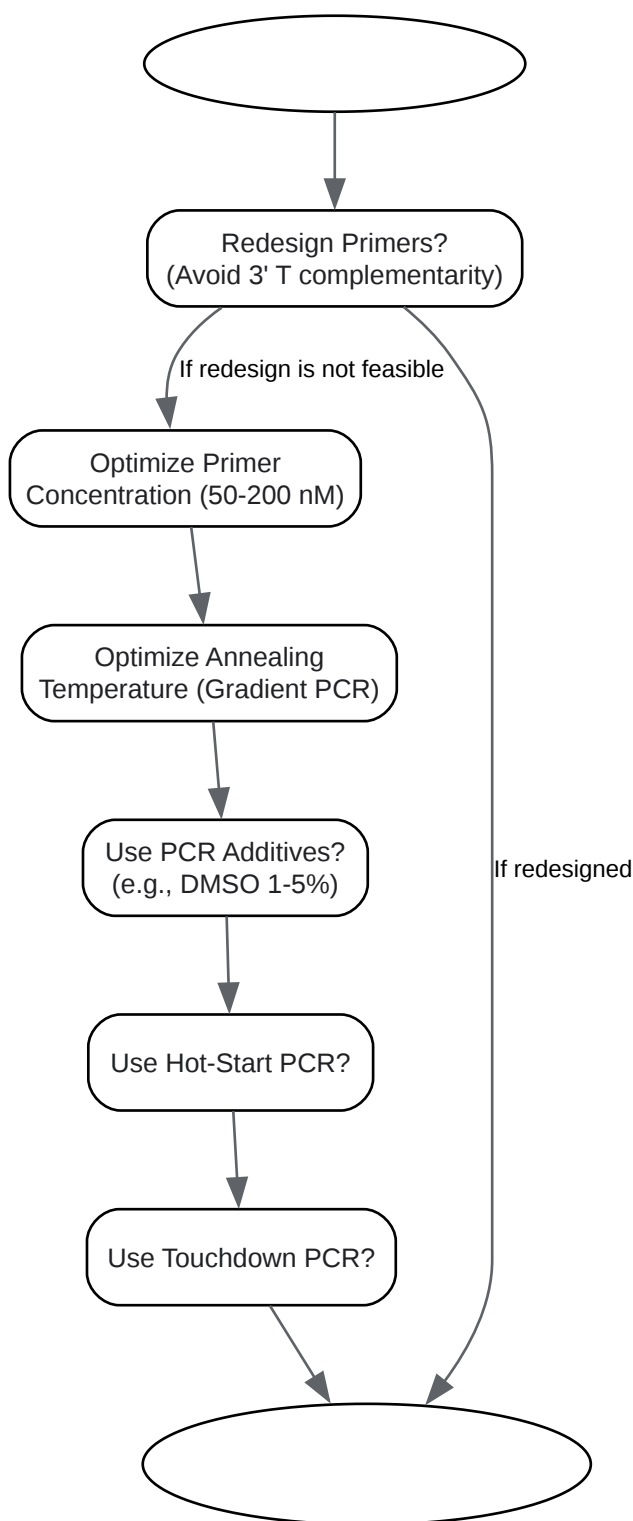 Redesign Primers?
(Avoid 3' T complementarity)
If redesign is not feasible
Optimize Primer
Concentration (50-200 nM)
Optimize Annealing
Temperature (Gradient PCR)
Use PCR Additives?
(e.g., DMSO 1-5%)
If redesigned
Use Hot-Start PCR?
Use Touchdown PCR?